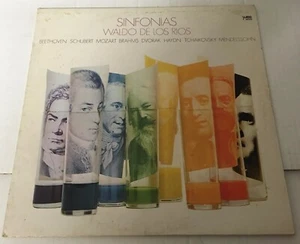 SINFONIAS
WALDO DE LOS RIOS
BEETHOVEN SCHUBERT MOZART BRAHMS DVORAK HAYDN TCHAIKOVSKY MENDELSSOHN